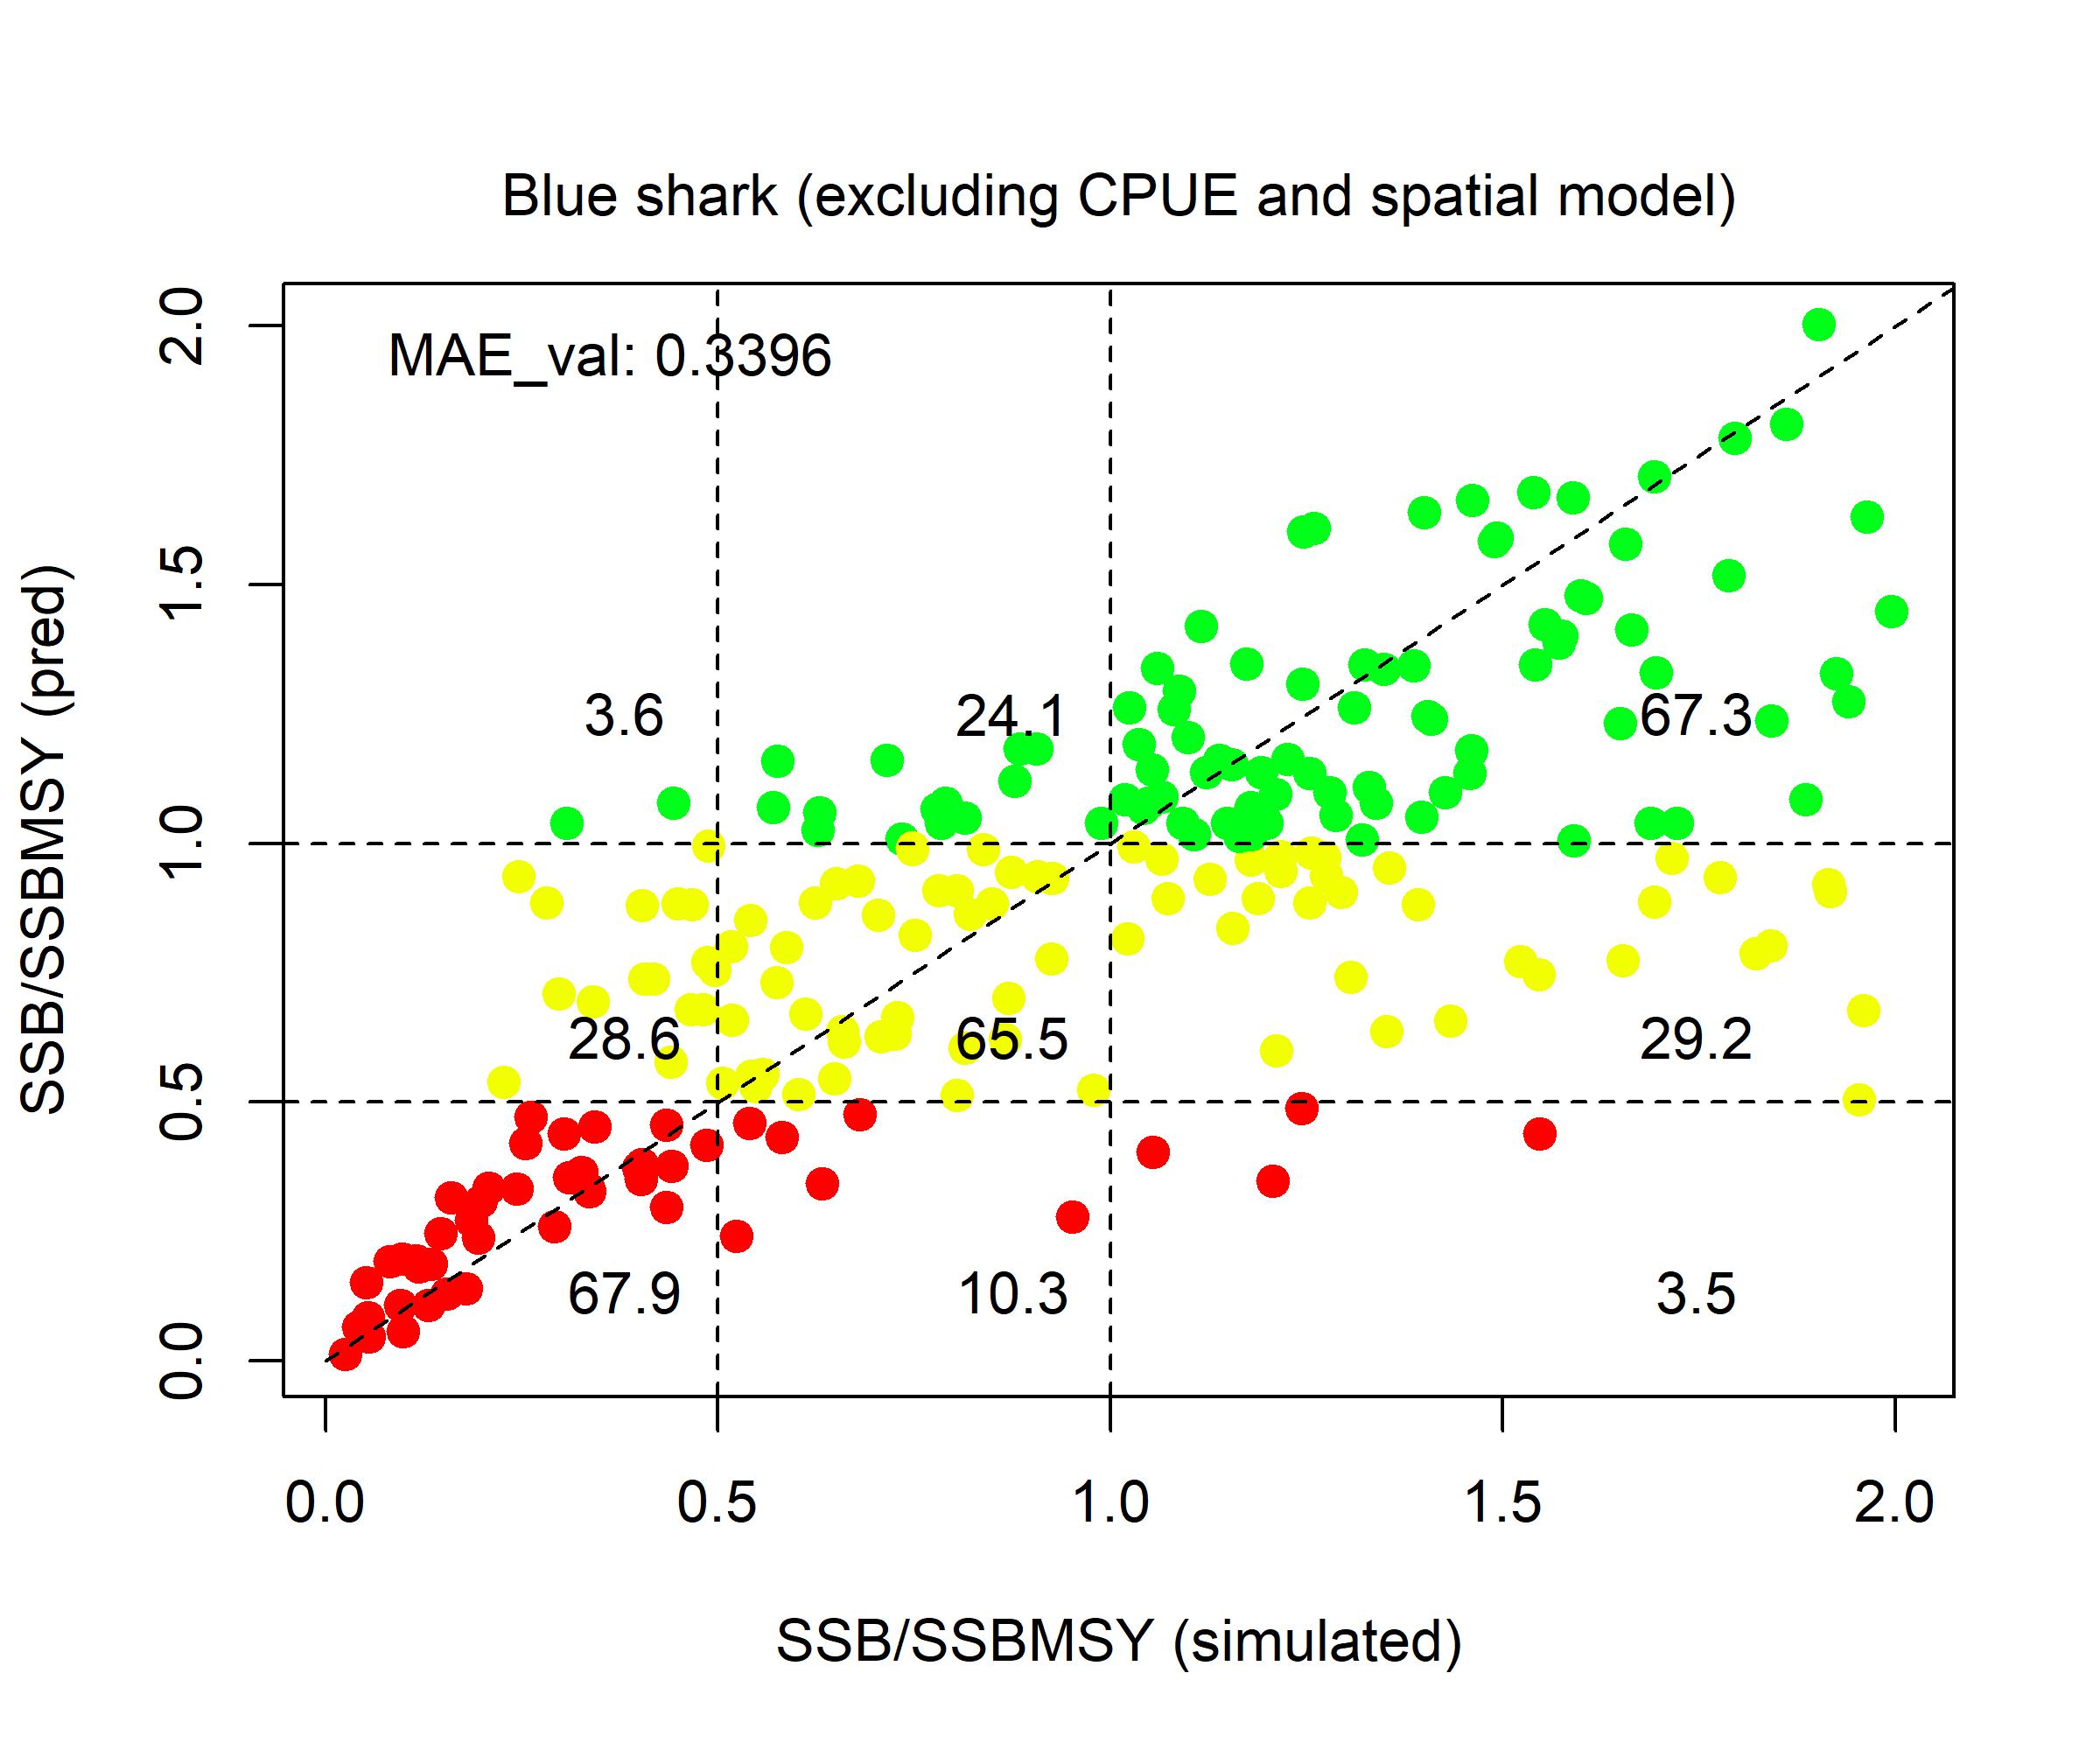 Blue shark (excluding CPUE and spatial model)
SSB/SSBMSY (pred)
2.0
1.5
1.0
0.5
0.0
MAE_val: 0.3396
3.6 24.1 67.3
28.6 65.5 29.2
67.9 10.3 3.5
0.0 0.5 1.0 1.5 2.0
SSB/SSBMSY (simulated)